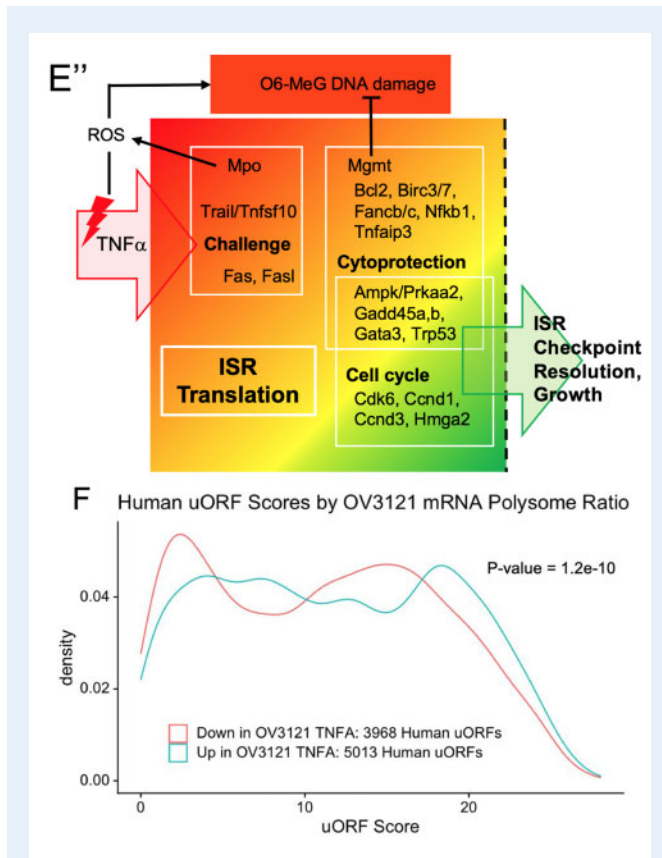 E”
O6-MeG DNA damage
ROS
Mpo
Mgmt
Bcl2, Birc3/7,
Fancb/c, Nfkb1,
Tnfaip3
Trail/Tnfsf10
TNFα
Challenge
Fas, Fasl
Cytoprotection
Ampk/Prkaa2,
Gadd45a,b,
Gata3, Trp53
ISR
Checkpoint
Resolution,
Growth
ISR
Translation
Cell cycle
Cdk6, Ccnd1,
Ccnd3, Hmga2
F Human uORF Scores by OV3121 mRNA Polysome Ratio
P-value = 1.2e-10
0.04
0.02
0.00
density
Down in OV3121 TNFA: 3968 Human uORFs
Up in OV3121 TNFA: 5013 Human uORFs
0 10 20
uORF Score